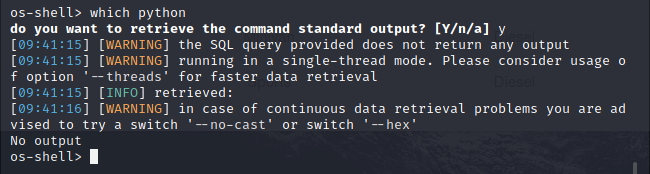 os-shell> which python
do you want to retrieve the command standard output? [Y/n/a] y
[09:41:15] [WARNING] the SQL query provided does not return any output
[09:41:15] [WARNING] running in a single-thread mode. Please consider usage o
f option '--threads' for faster data retrieval
[09:41:15] [INFO] retrieved:
[09:41:16] [WARNING] in case of continuous data retrieval problems you are ad
vised to try a switch '--no-cast' or switch '--hex'
No output
os-shell>